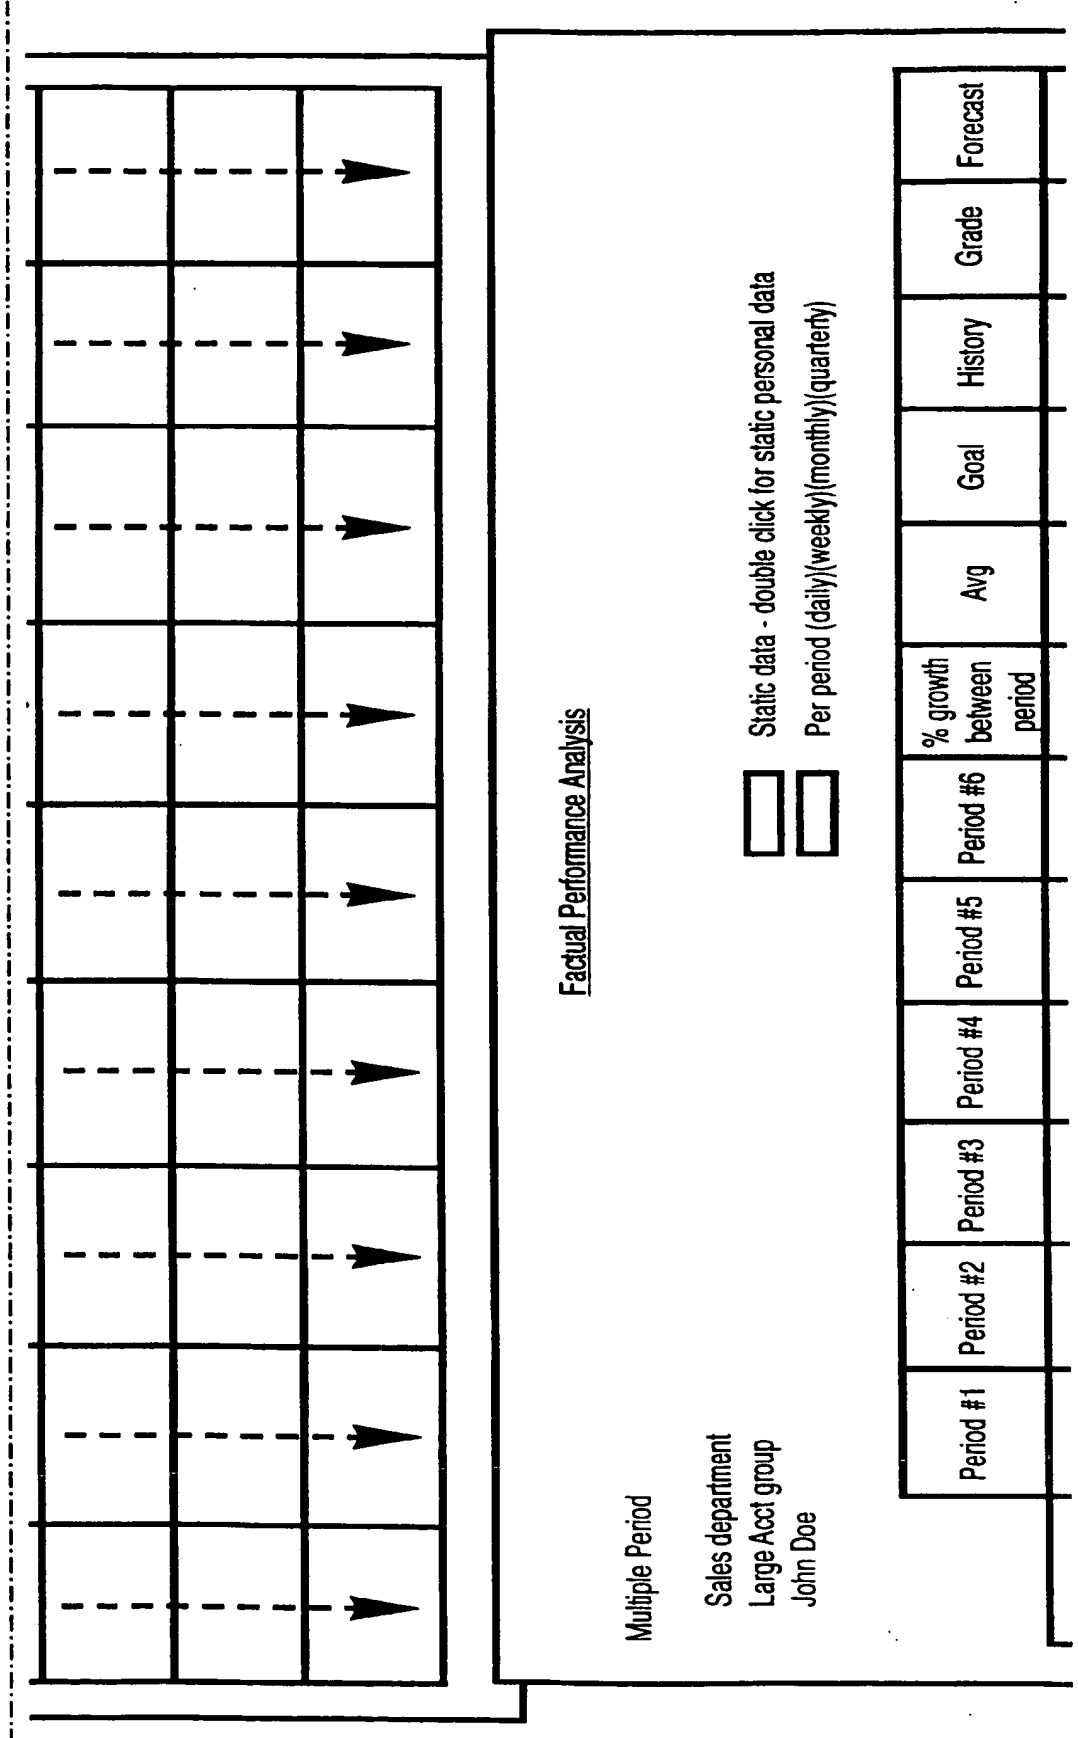 Factual Performance Analysis
Multiple Period
Sales department
Large Acct group
John Doe
Static data - double click for static personal data
Per period (daily)(weekly)(monthly)(quarterly)
Period #1
Period #2
Period #3
Period #4
Period #5
Period #6
% growth
between
period
Avg
Goal
History
Grade
Forecast